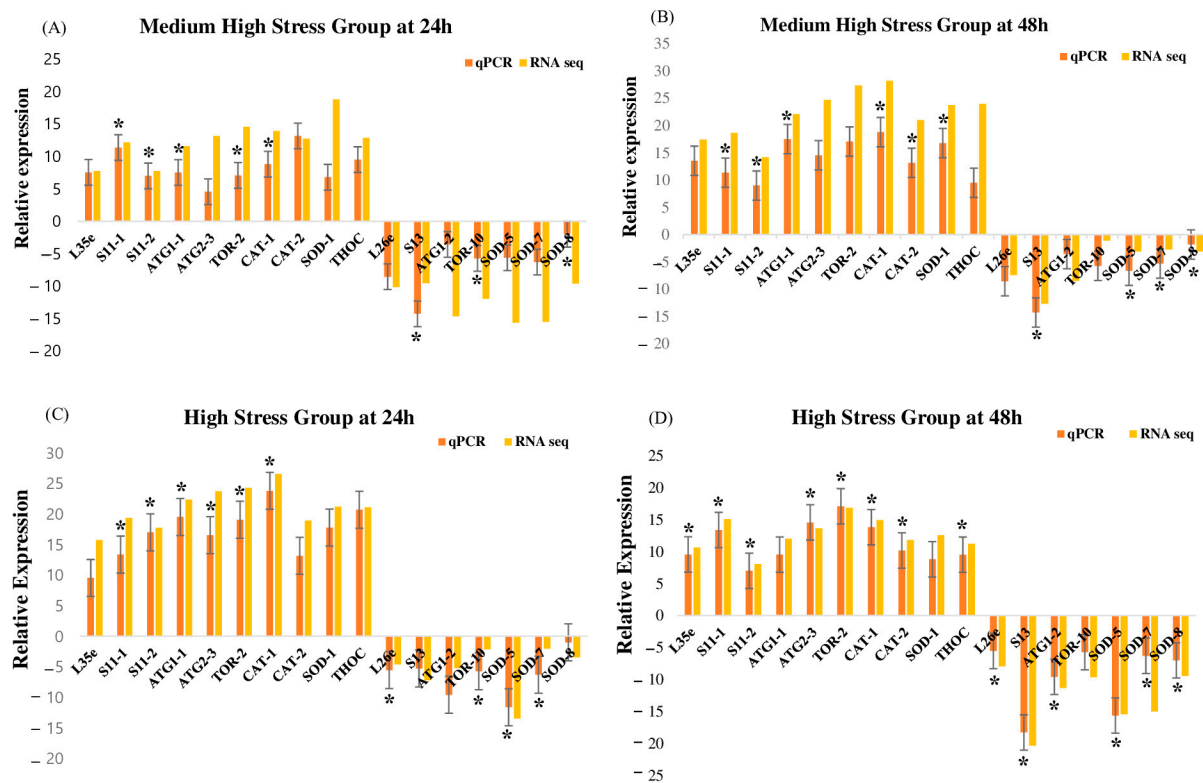 (A)
Medium High Stress Group at 24h
qPCR RNA seq
Relative expression
25
20
15
10
5
0
– 5
– 10
– 15
– 20
L35e S11-1 S11-2 ATG1-1 ATG2-3 TOR-2 CAT-1 CAT-2 SOD-1 THOC L26e S13 ATG1-2 TOR-10 SOD-5 SOD-7 SOD-8
* * * * * * * *
(B)
Medium High Stress Group at 48h
qPCR RNA seq
Relative expression
35
30
25
20
15
10
5
0
– 5
– 10
– 15
– 20
L35e S11-1 S11-2 ATG1-1 ATG2-3 TOR-2 CAT-1 CAT-2 SOD-1 THOC L26e S13 ATG1-2 TOR-10 SOD-5 SOD-7 SOD-8
* * * * * * * * * *
(C)
High Stress Group at 24h
qPCR RNA seq
Relative Expression
30
25
20
15
10
5
0
– 5
– 10
– 15
20
L35e S11-1 S11-2 ATG1-1 ATG2-3 TOR-2 CAT-1 CAT-2 SOD-1 THOC L26e S13 ATG1-2 TOR-10 SOD-5 SOD-7 SOD-8
* * * * * * * * * *
(D)
High Stress Group at 48h
qPCR RNA seq
Relative Expression
25
20
15
10
5
0
– 5
– 10
– 15
– 20
25
L35e S11-1 S11-2 ATG1-1 ATG2-3 TOR-2 CAT-1 CAT-2 SOD-1 THOC L26e S13 ATG1-2 TOR-10 SOD-5 SOD-7 SOD-8
* * * * * * * * * * * * * *